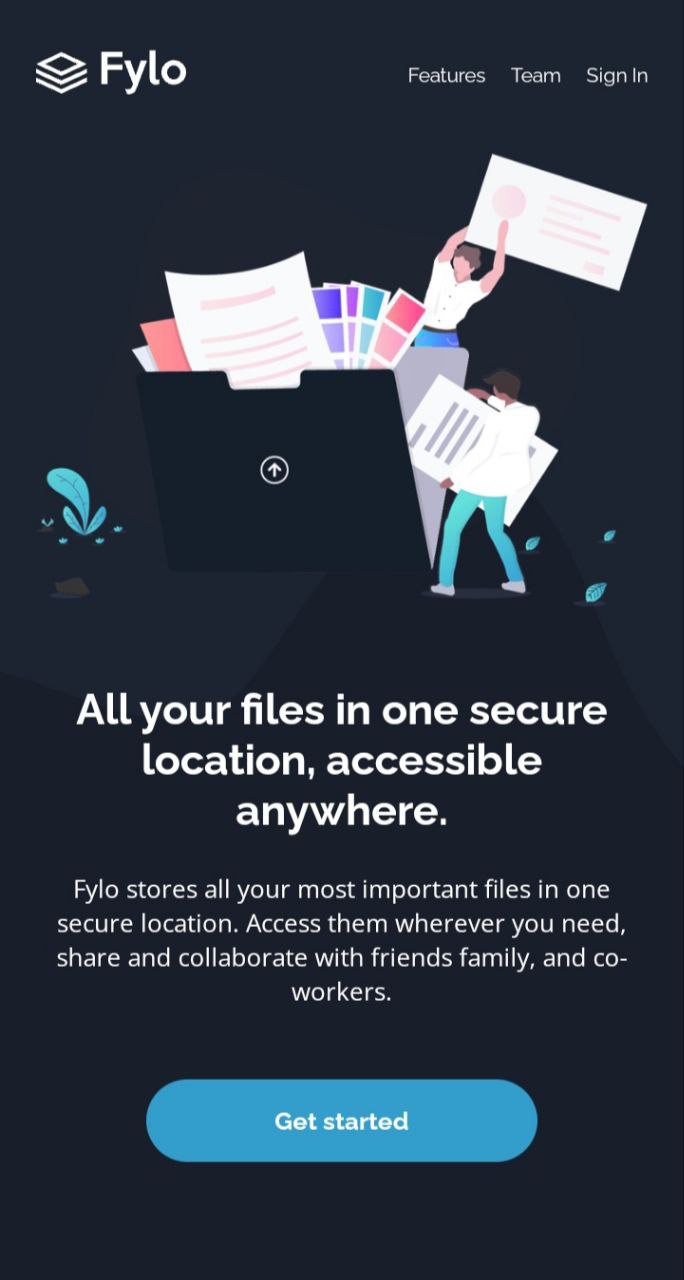 Fylo
Features Team Sign In
All your files in one secure
location, accessible
anywhere.
Fylo stores all your most important files in one
secure location. Access them wherever you need,
share and collaborate with friends family, and co-
workers.
Get started